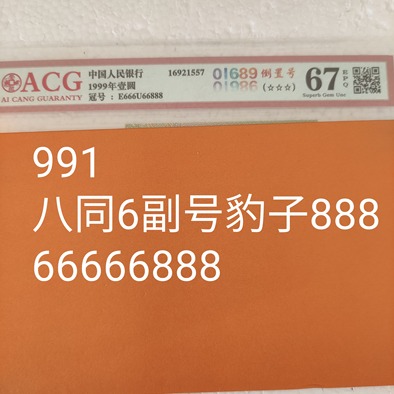 ACG
AI CANG GUARANTY
中国人民银行
1999年壹圆
冠号:E666U66888
16921557
01689 倒置号
(☆☆☆)
67 EPQ
Superb Gem Unc
991
八同6副号豹子888
66666888